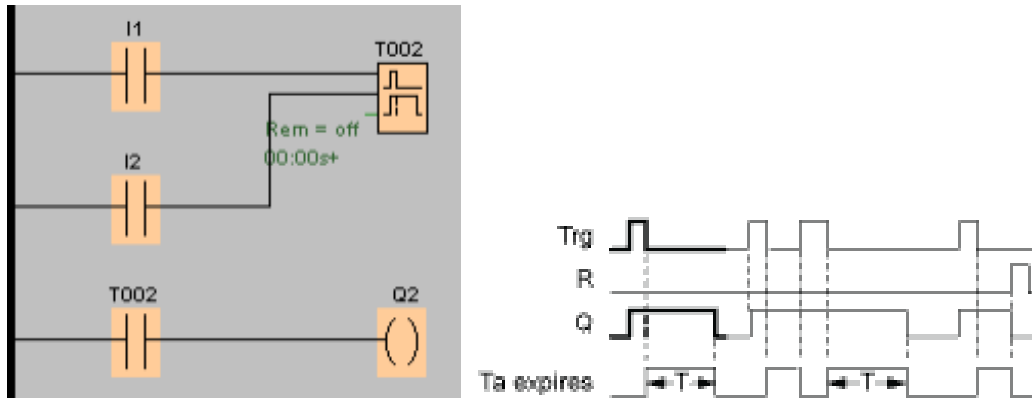 I1
T002
Rem = off
00:00s+
I2
T002
Q2
Trg
R
Q
Ta expires
T
T